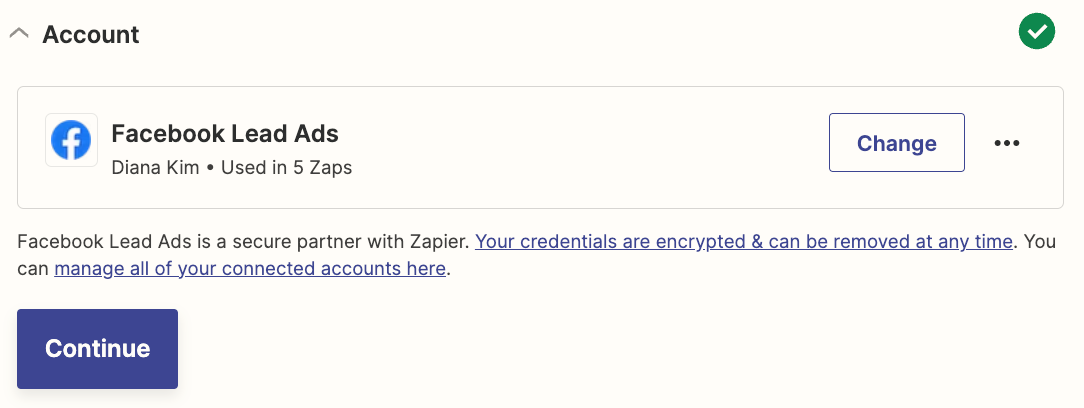 Account
Facebook Lead Ads
Diana Kim • Used in 5 Zaps
Change
Facebook Lead Ads is a secure partner with Zapier. Your credentials are encrypted & can be removed at any time. You
can manage all of your connected accounts here.
Continue